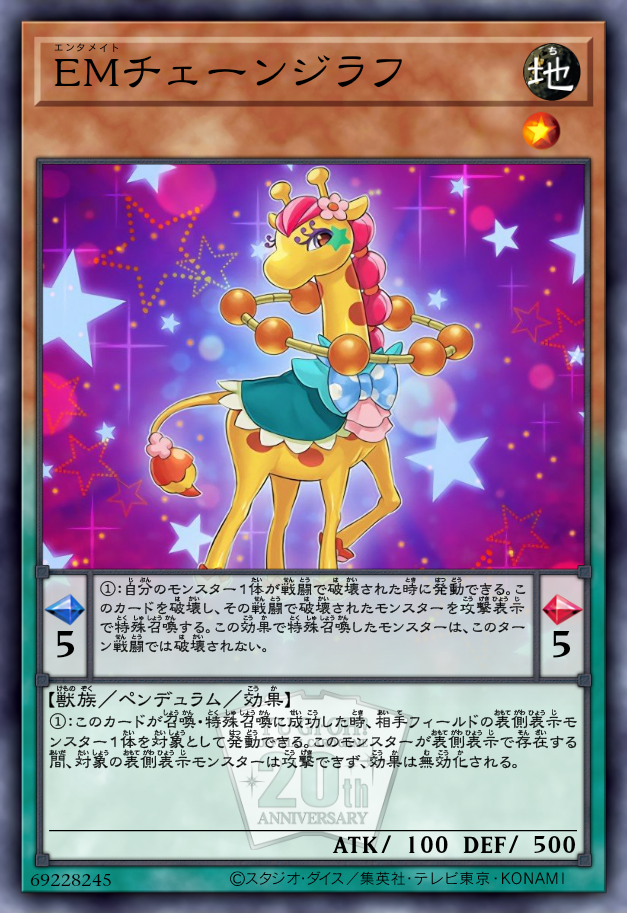 エンタメイト
EMチェーンジラフ
ち
地
①:自分のモンスター1体が戦闘で破壊された時に発動できる。こ
のカードを破壊し、その戦闘で破壊されたモンスターを攻撃表示
で特殊召喚する。この効果で特殊召喚したモンスターは、このター
ン戦闘では破壊されない。
5
5
【獣族／ペンデュラム／効果】
①:このカードが召喚・特殊召喚に成功した時、相手フィールドの表側表示モ
ンスター1体を対象として発動できる。このモンスターが表側表示で存在する
間、対象の表側表示モンスターは攻撃できず、効果は無効化される。
20th
ANNIVERSARY
ATK/ 100 DEF/ 500
69228245
©スタジオ・ダイス／集英社・テレビ東京・KONAMI